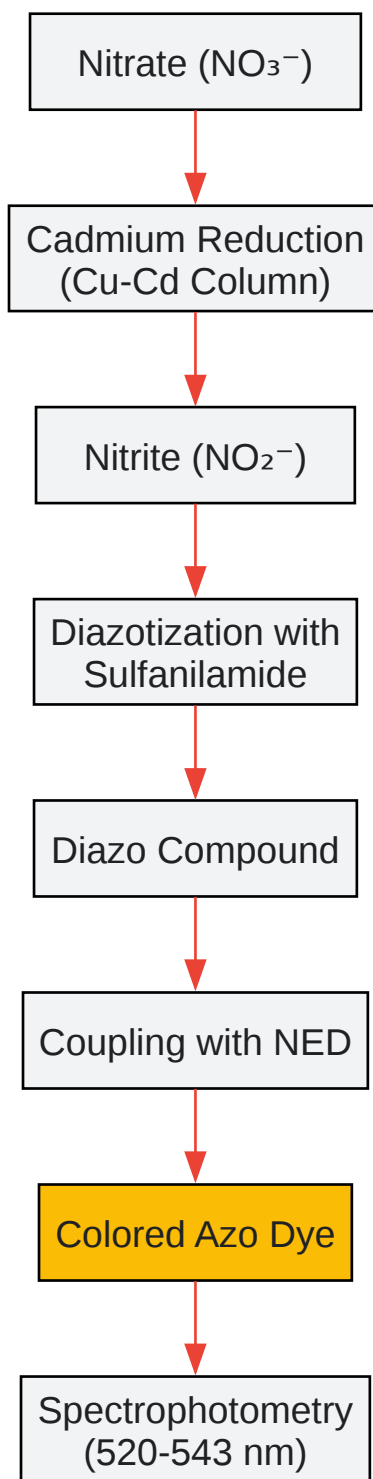 Nitrate (NO₃⁻)
Cadmium Reduction
(Cu-Cd Column)
Nitrite (NO₂⁻)
Diazotization with
Sulfanilamide
Diazo Compound
Coupling with NED
Colored Azo Dye
Spectrophotometry
(520-543 nm)